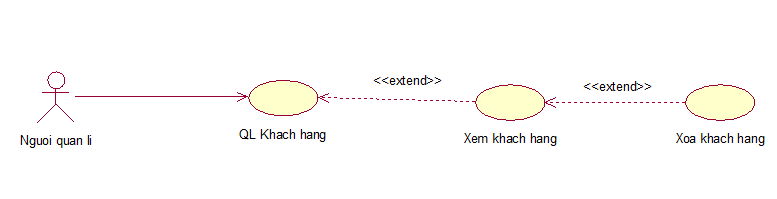 <<extend>>
<<extend>>
Nguoi quan li
QL Khach hang
Xem khach hang
Xoa khach hang